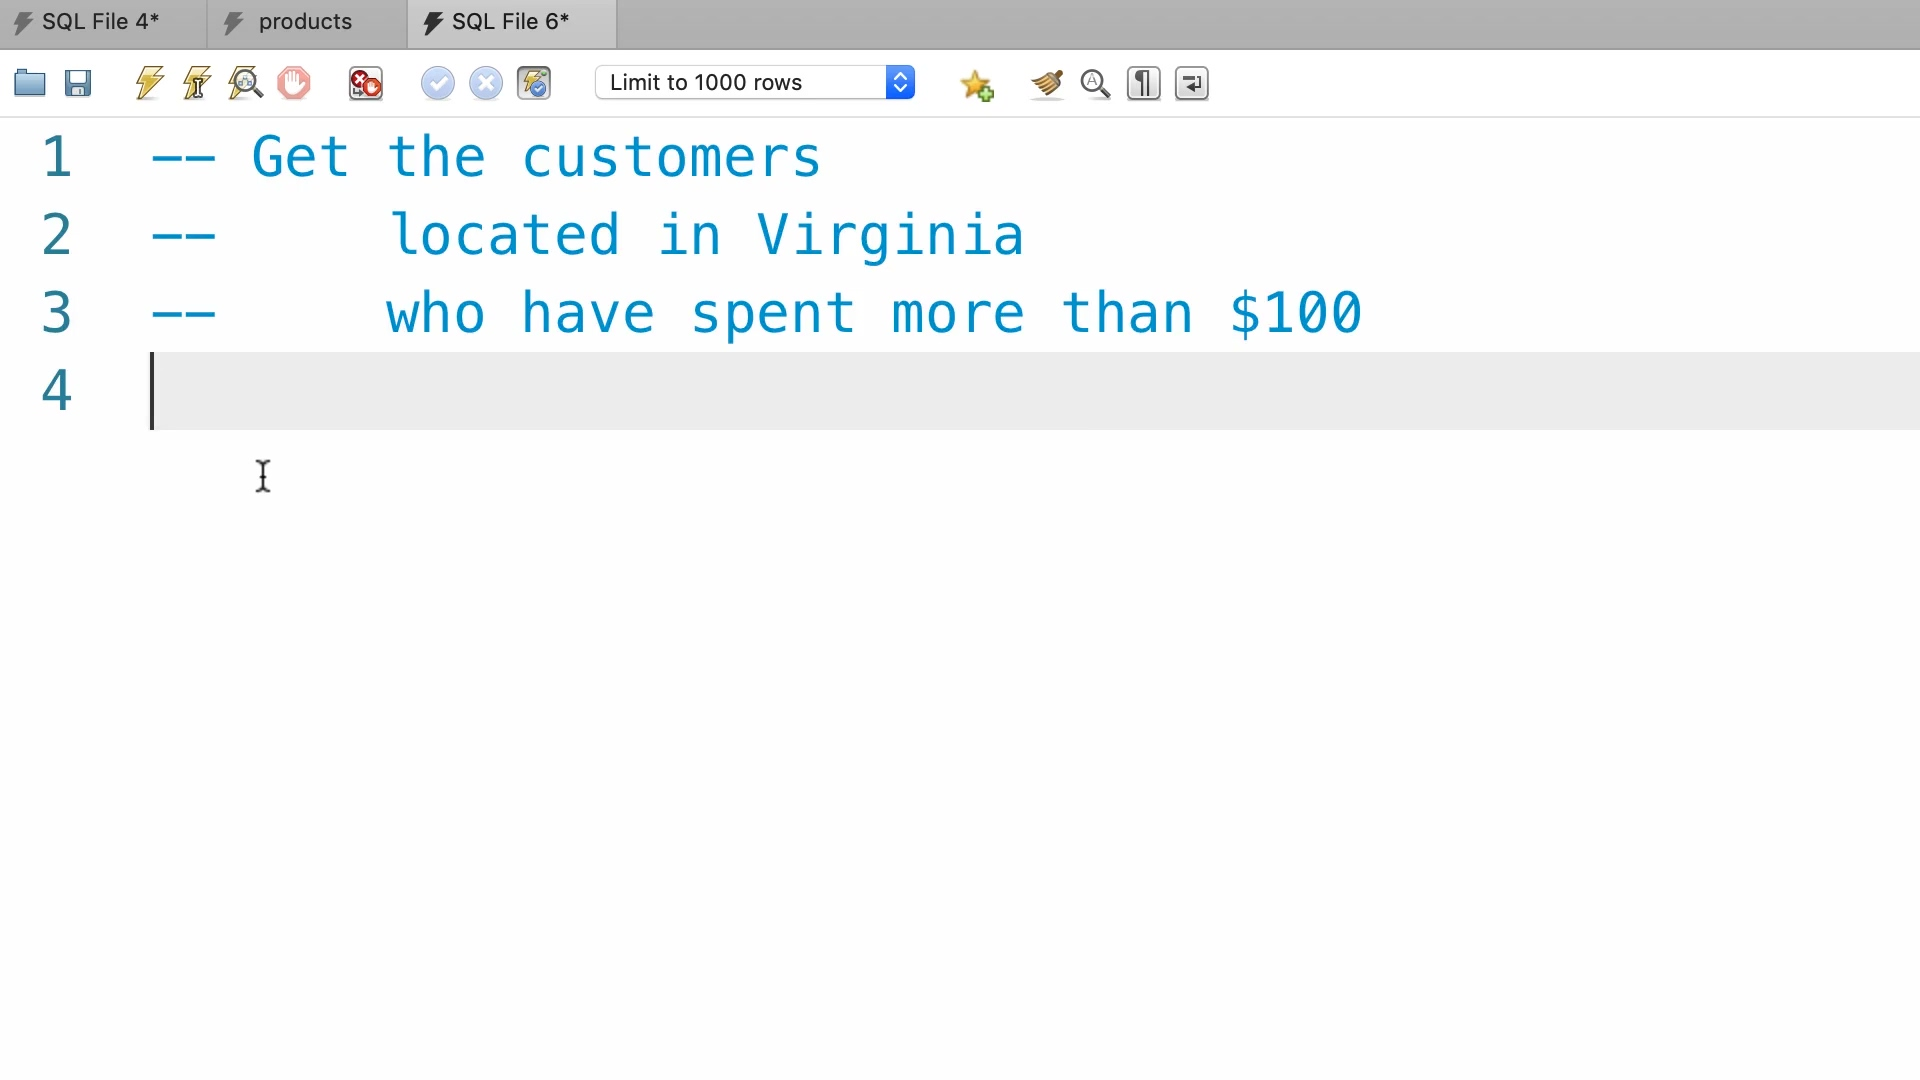 SQL File 4*
products
SQL File 6*
Limit to 1000 rows
1 -- Get the customers
2 --     located in Virginia
3 --     who have spent more than $100
4